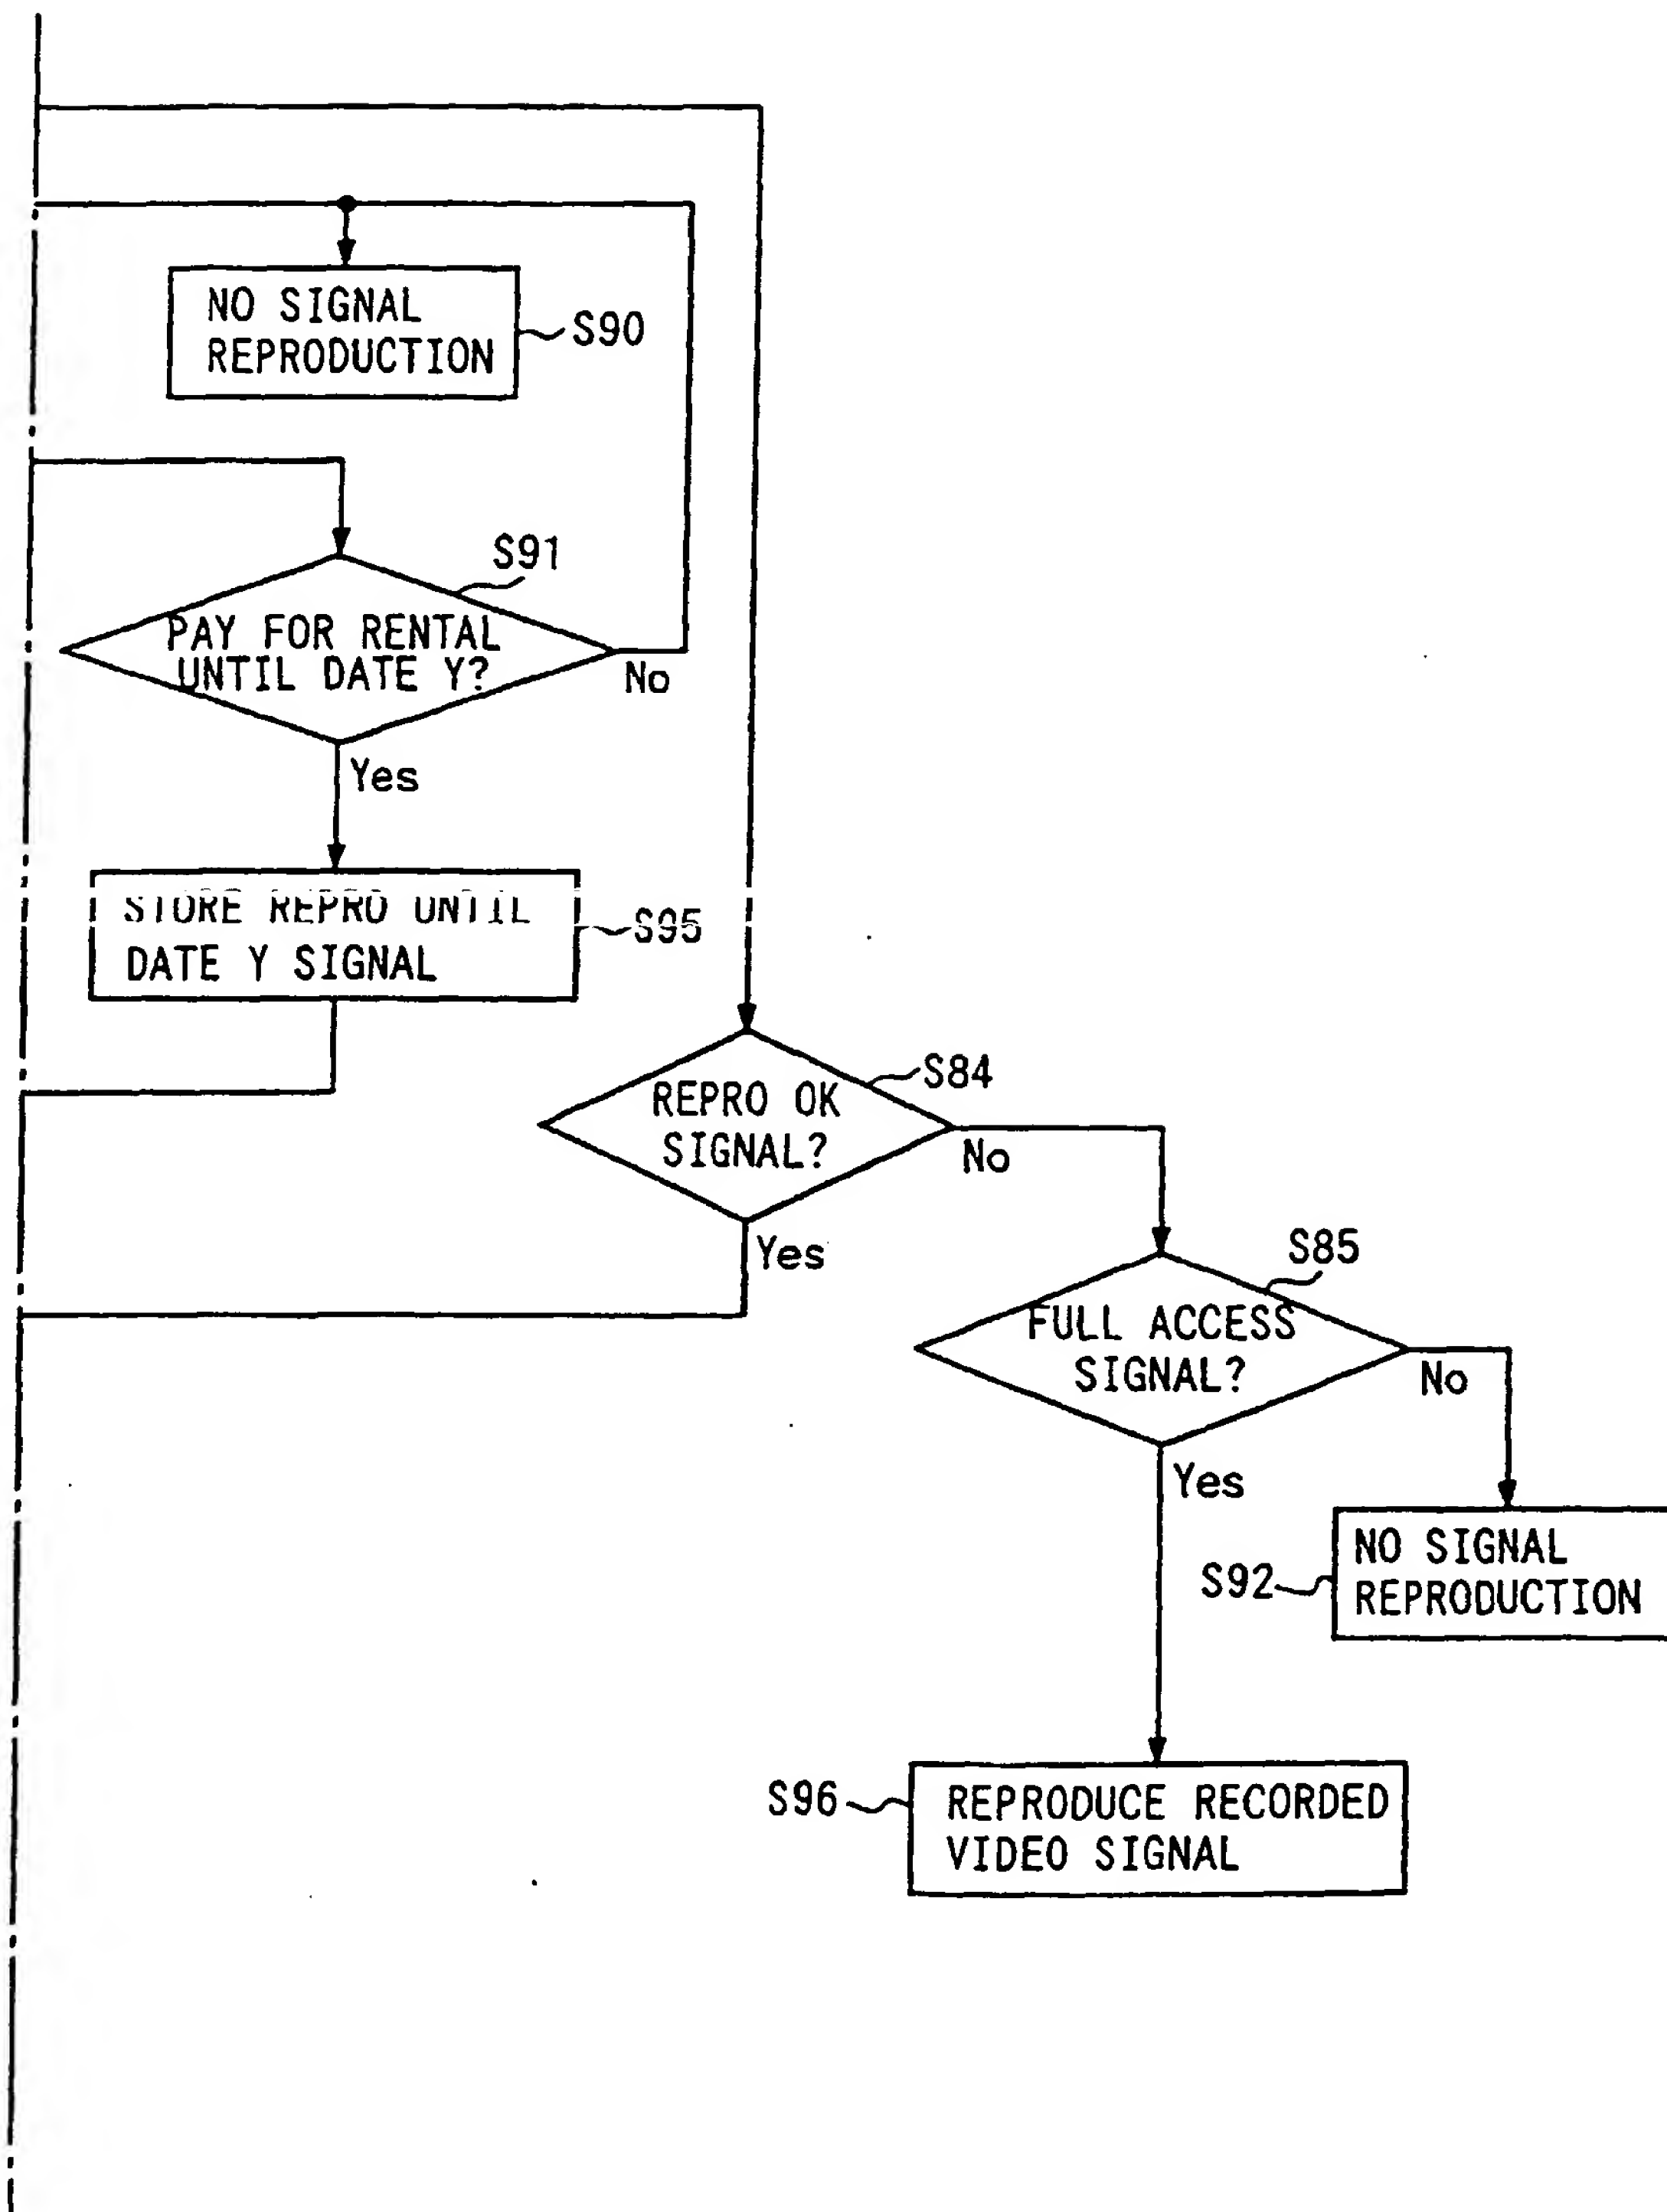 NO SIGNAL
REPRODUCTION
S90
S91
PAY FOR RENTAL
UNTIL DATE Y?
No
Yes
STORE REPRO UNTIL
DATE Y SIGNAL
S95
S84
REPRO OK
SIGNAL?
No
Yes
S85
FULL ACCESS
SIGNAL?
No
Yes
NO SIGNAL
REPRODUCTION
S92
S96
REPRODUCE RECORDED
VIDEO SIGNAL